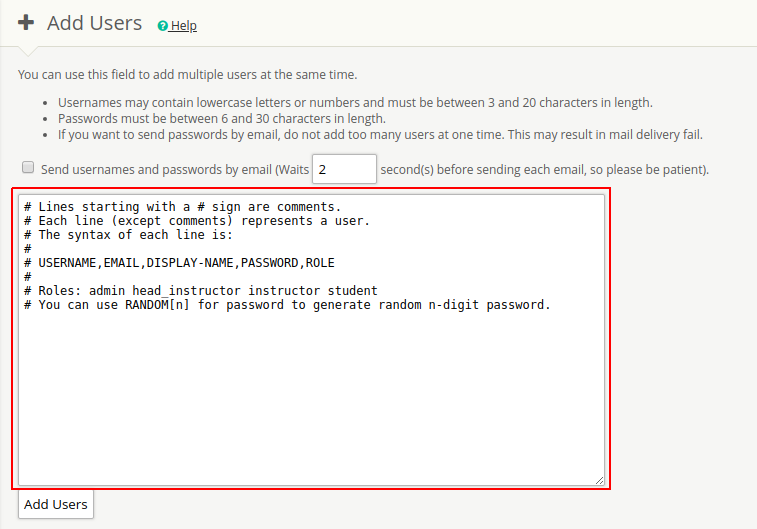 Add Users Help
You can use this field to add multiple users at the same time.
Usernames may contain lowercase letters or numbers and must be between 3 and 20 characters in length.
Passwords must be between 6 and 30 characters in length.
If you want to send passwords by email, do not add too many users at one time. This may result in mail delivery fail.
Send usernames and passwords by email (Waits 2 second(s) before sending each email, so please be patient).
# Lines starting with a # sign are comments.
# Each line (except comments) represents a user.
# The syntax of each line is:
#
# USERNAME,EMAIL,DISPLAY-NAME,PASSWORD,ROLE
#
# Roles: admin head_instructor instructor student
# You can use RANDOM[n] for password to generate random n-digit password.
Add Users